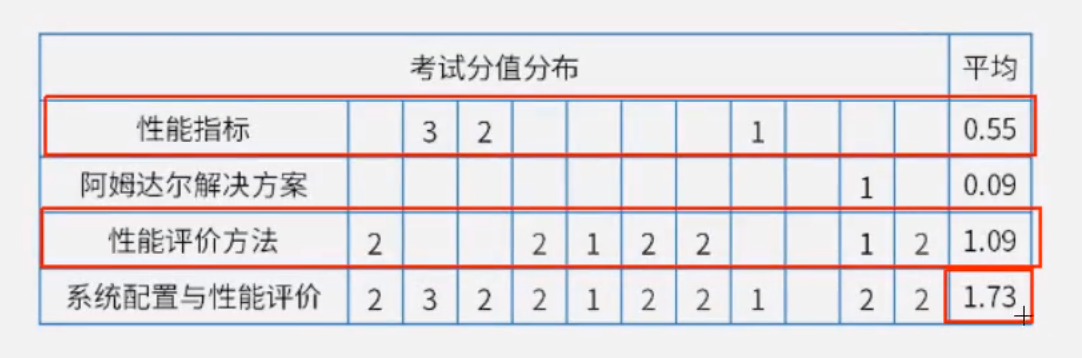 考试分值分布 平均
性能指标 3 2 1 0.55
阿姆达尔解决方案 1 0.09
性能评价方法 2 2 1 2 2 1 2 1.09
系统配置与性能评价 2 3 2 2 1 2 2 1 2 2 1.73